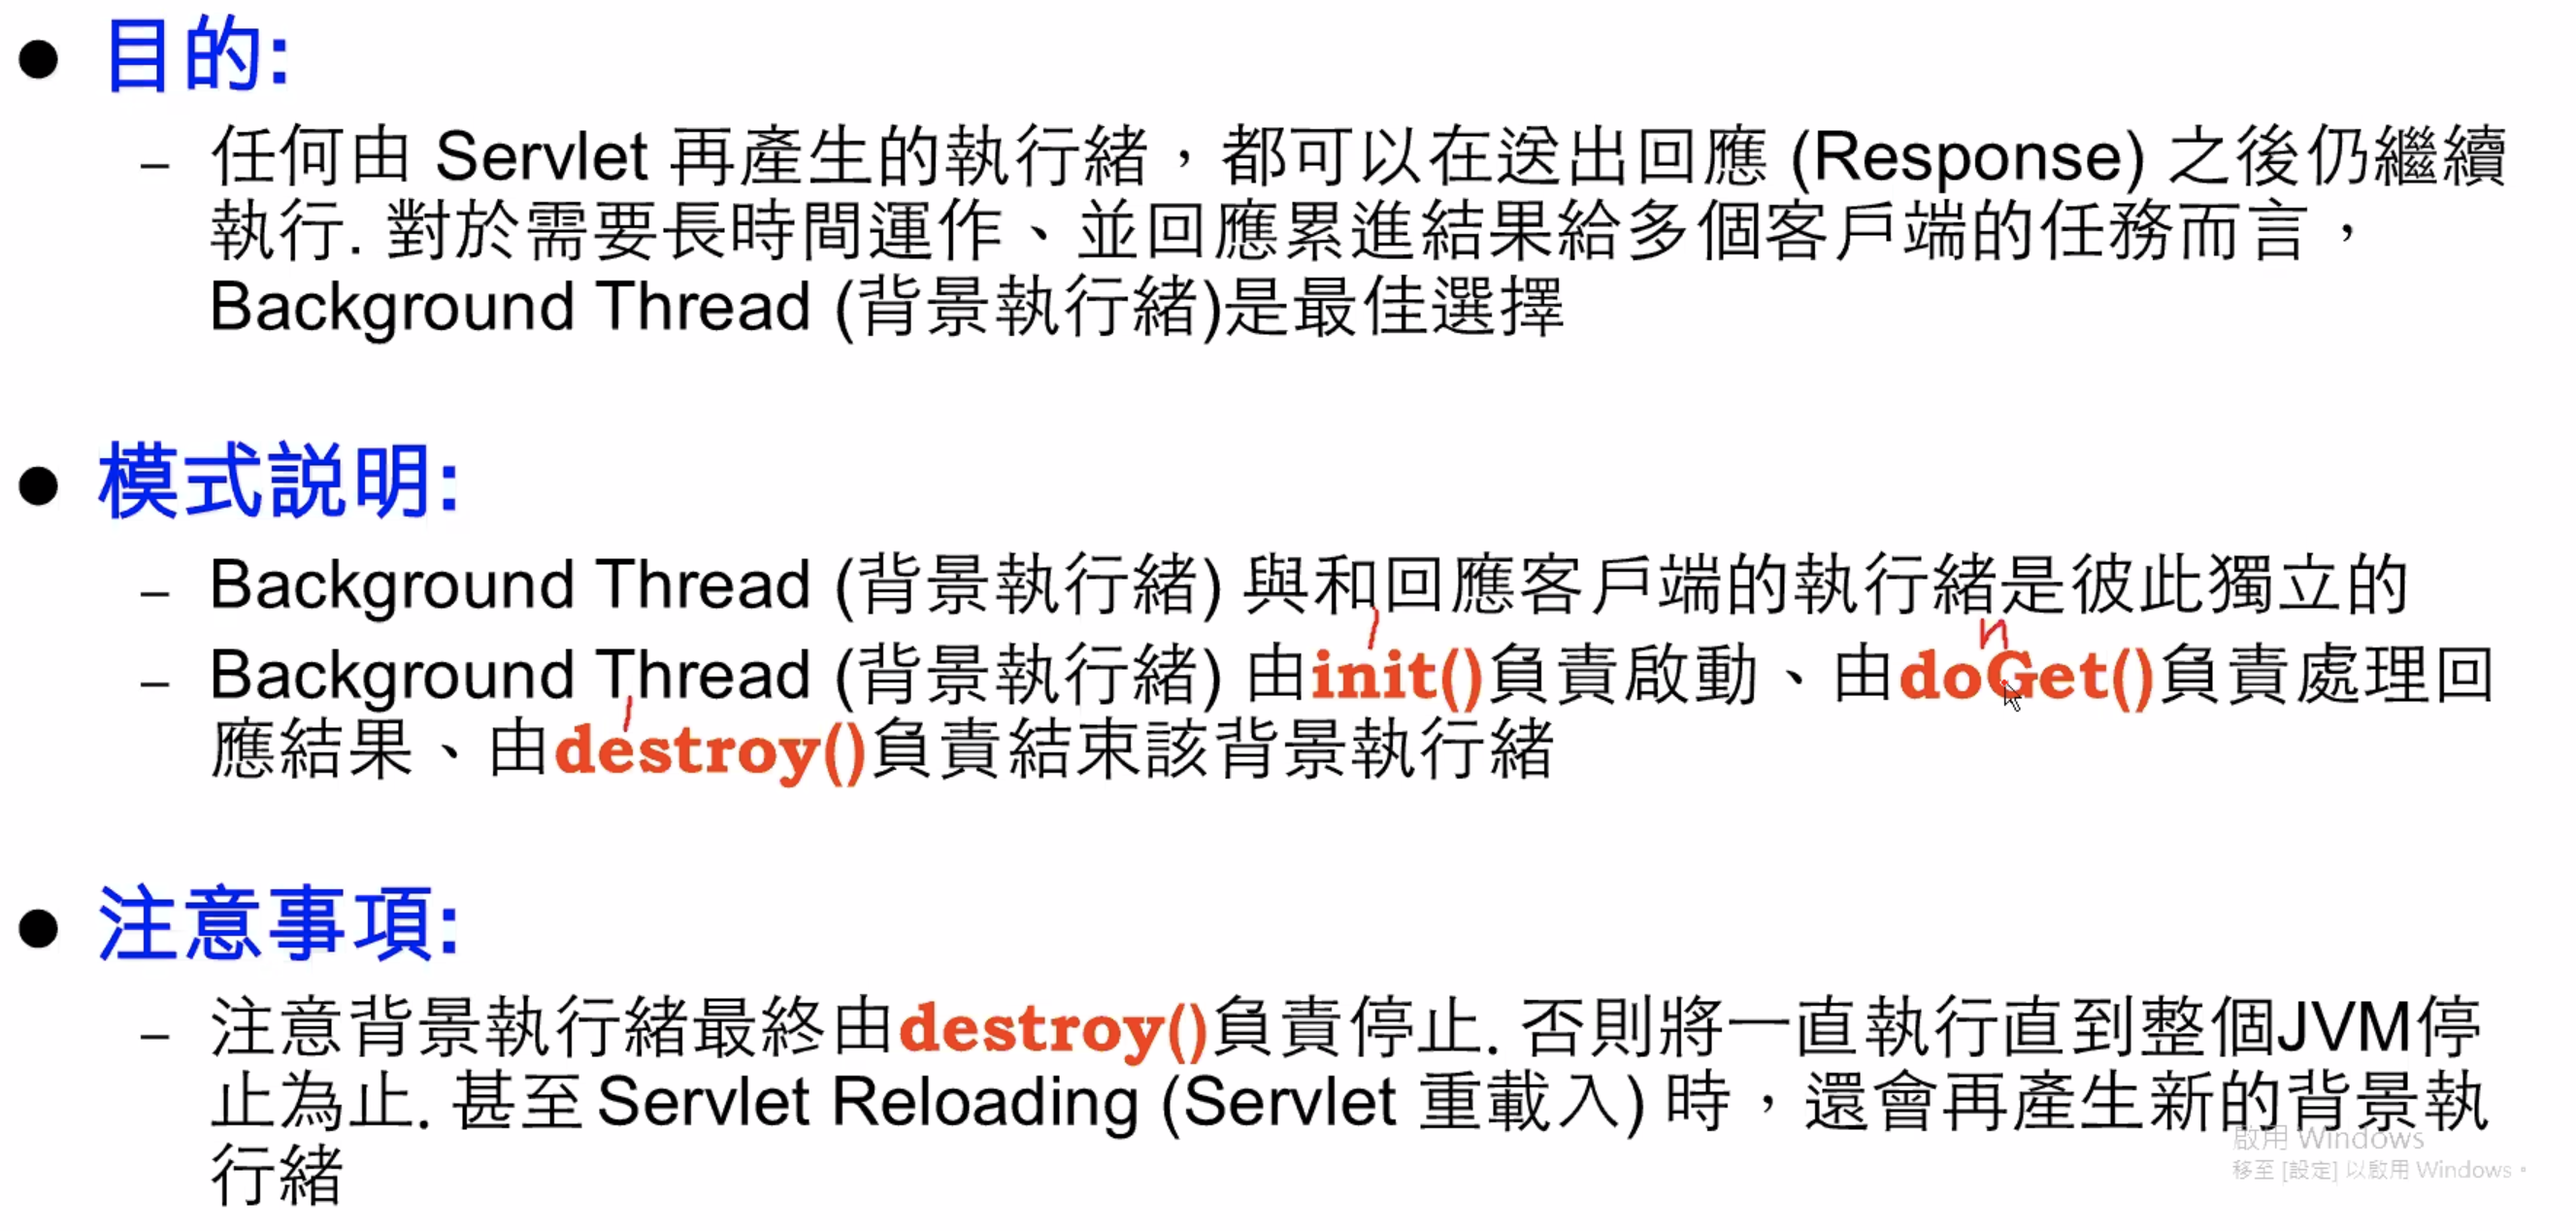 ● 目的:
– 任何由 Servlet 再產生的執行緒，都可以在送出回應 (Response) 之後仍繼續
執行. 對於需要長時間運作、並回應累進結果給多個客戶端的任務而言，
Background Thread (背景執行緒)是最佳選擇
● 模式說明:
– Background Thread (背景執行緒) 與和回應客戶端的執行緒是彼此獨立的
1 n
– Background Thread (背景執行緒) 由init()負責啟動、由doGet()負責處理回
1
應結果、由destroy()負責結束該背景執行緒
● 注意事項:
– 注意背景執行緒最終由destroy()負責停止. 否則將一直執行直到整個JVM停
止為止. 甚至 Servlet Reloading (Servlet 重載入) 時，還會再產生新的背景執
行緒
啟用 Windows
移至 [設定] 以啟用 Windows。